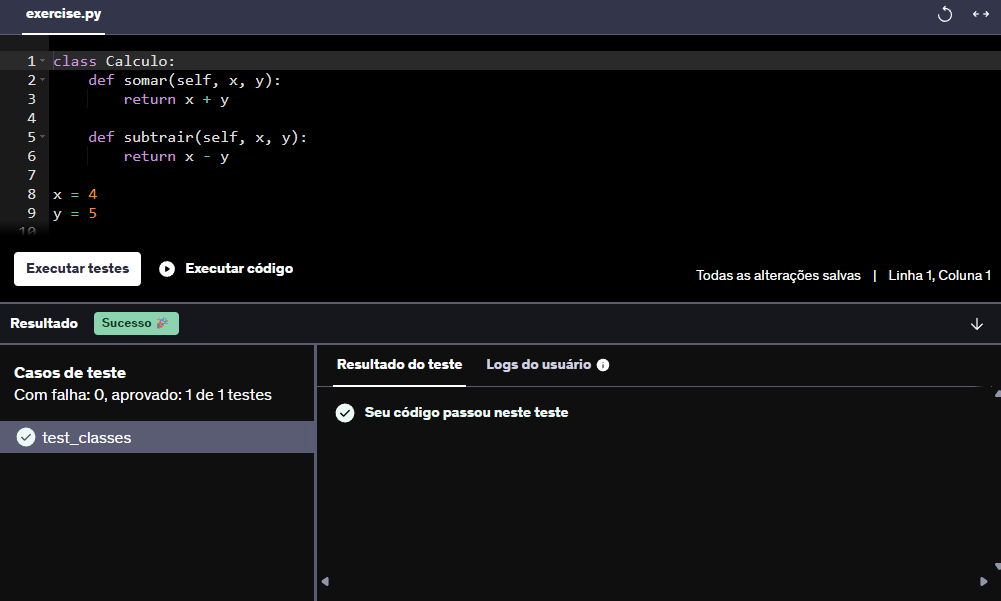 exercise.py
1 class Calculo:
2     def somar(self, x, y):
3         return x + y
4
5     def subtrair(self, x, y):
6         return x - y
7
8 x = 4
9 y = 5
10
Executar testes
Executar código
Todas as alterações salvas | Linha 1, Coluna 1
Resultado Sucesso 🎉
Casos de teste
Com falha: 0, aprovado: 1 de 1 testes
test_classes
Resultado do teste
Logs do usuário
Seu código passou neste teste